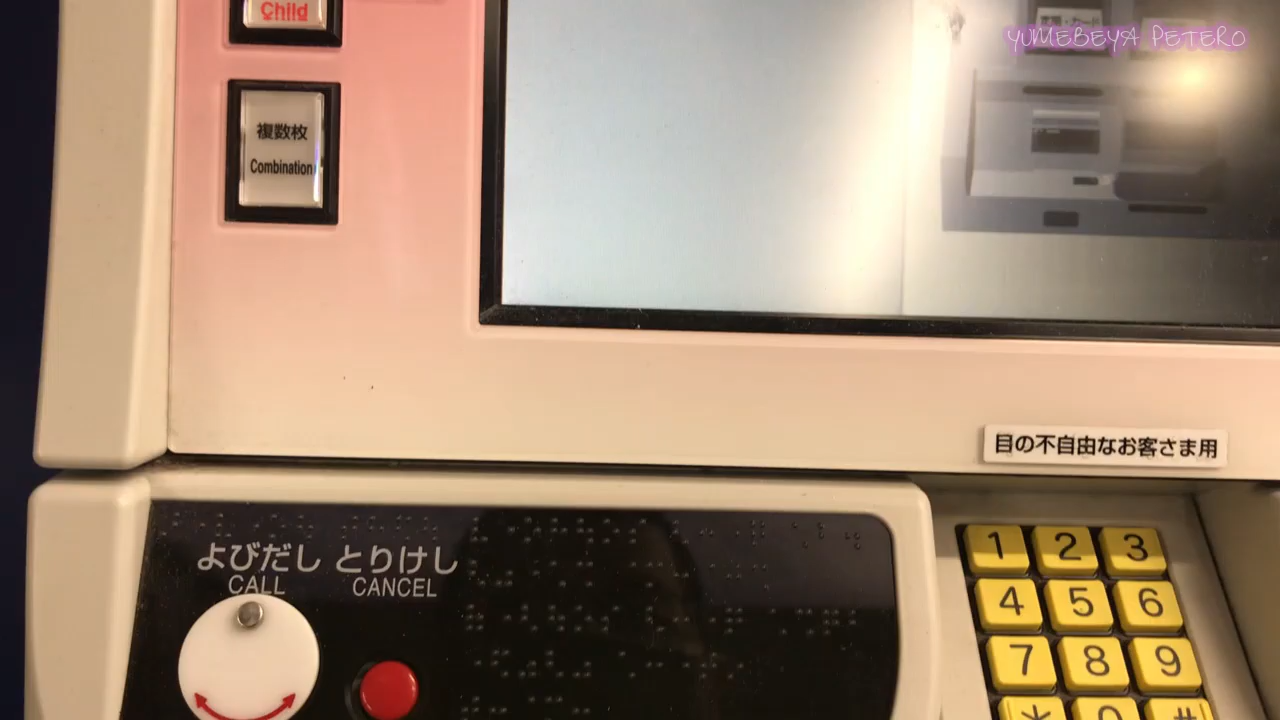 Child
YUMEBEYA PETERO
複数枚
Combination
目の不自由なお客さま用
よびだし とりけし
CALL CANCEL
1 2 3
4 5 6
7 8 9
* 0 #